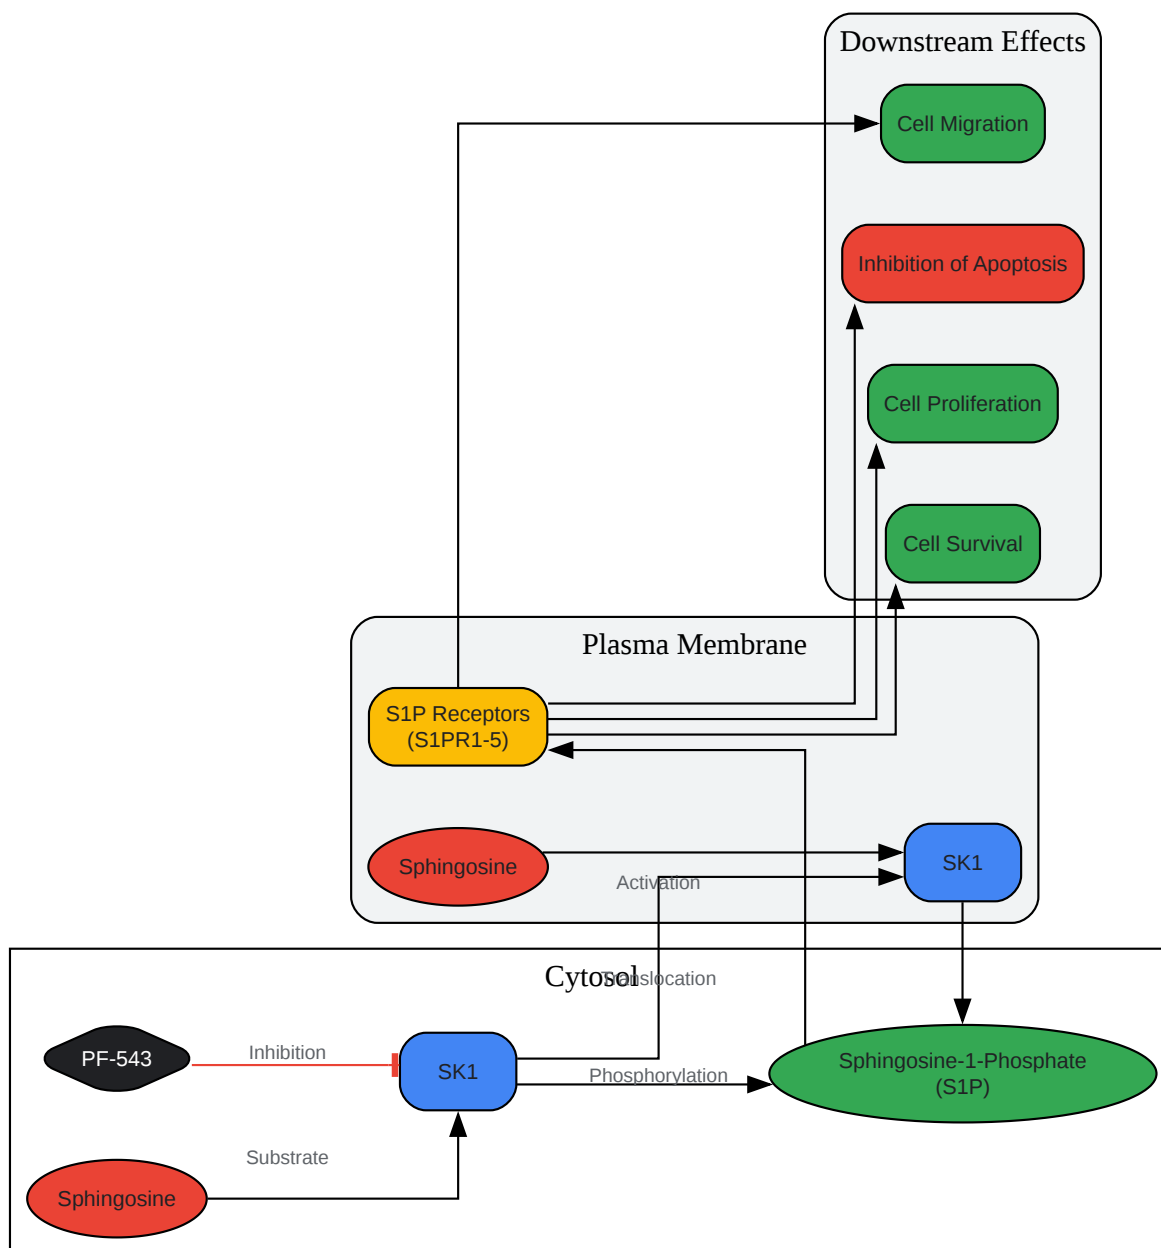 Downstream Effects
Cell Migration
Inhibition of Apoptosis
Cell Proliferation
Cell Survival
Plasma Membrane
S1P Receptors
(S1PR1-5)
Sphingosine
SK1
Activation
Cytosol
Translocation
PF-543
Inhibition
SK1
Phosphorylation
Sphingosine-1-Phosphate
(S1P)
Substrate
Sphingosine